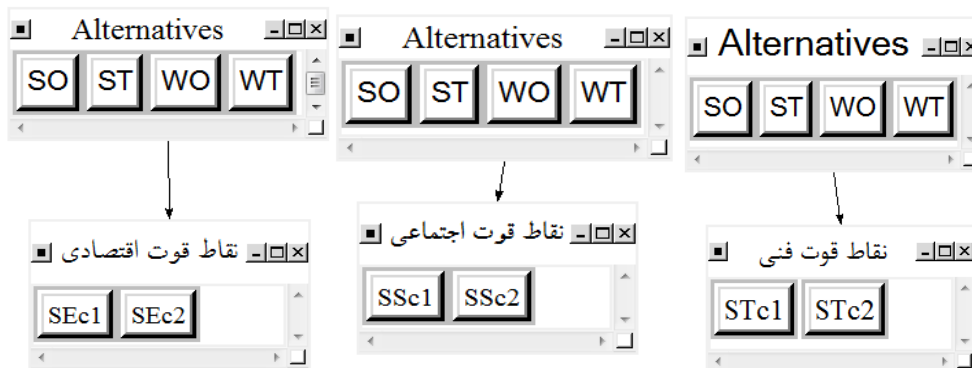 Alternatives
SO ST WO WT
نقاط قوت اقتصادی
SEc1 SEc2
Alternatives
SO ST WO WT
نقاط قوت اجتماعی
SSc1 SSc2
Alternatives
SO ST WO WT
نقاط قوت فنی
STc1 STc2